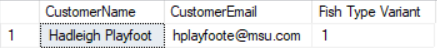 CustomerName CustomerEmail Fish Type Variant
1 Hadleigh Playfoot hplayfoote@msu.com 1